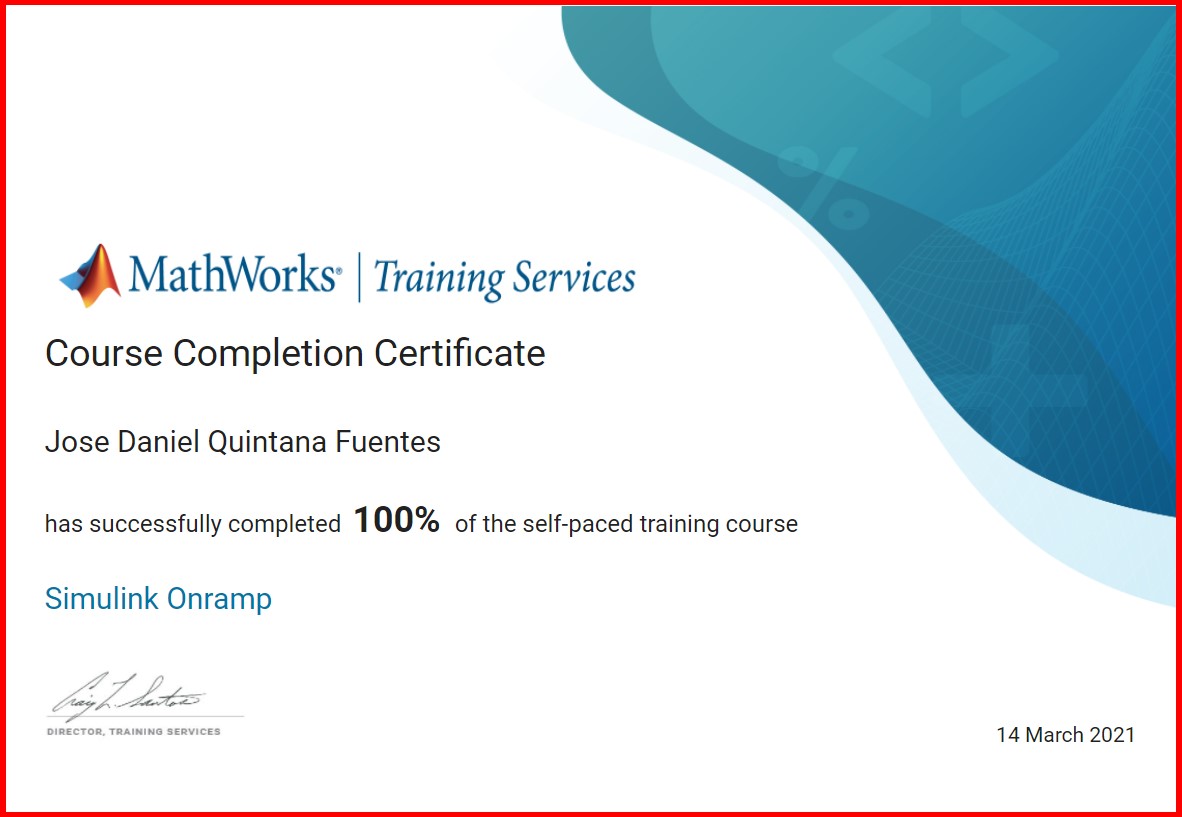 MathWorks® | Training Services
Course Completion Certificate
Jose Daniel Quintana Fuentes
has successfully completed 100% of the self-paced training course
Simulink Onramp
Craig L. Santos
DIRECTOR, TRAINING SERVICES
14 March 2021